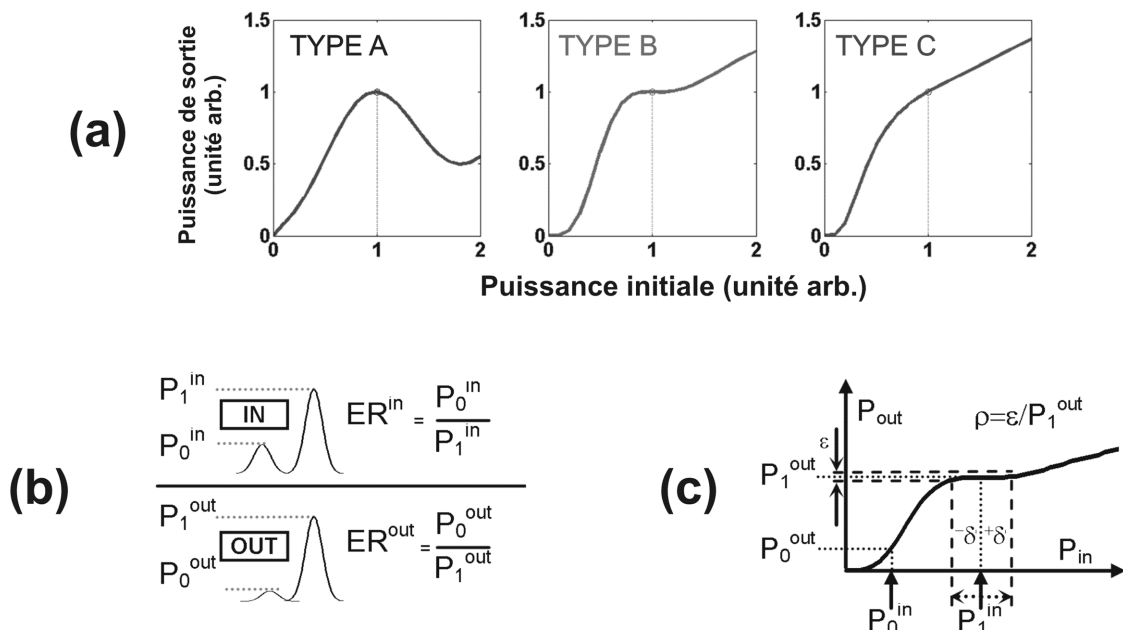 (a)
Puissance de sortie
(unité arb.)
1.5
1
0.5
0
TYPE A
0 1 2
1.5
1
0.5
0
TYPE B
0 1 2
1.5
1
0.5
0
TYPE C
0 1 2
Puissance initiale (unité arb.)
(b)
P₁ⁱⁿ
IN
P₀ⁱⁿ
ERⁱⁿ = P₀ⁱⁿ
P₁ⁱⁿ
P₁ᵒᵘᵗ
OUT
P₀ᵒᵘᵗ
ERᵒᵘᵗ = P₀ᵒᵘᵗ
P₁ᵒᵘᵗ
(c)
P_out
ρ=ε/P₁ᵒᵘᵗ
ε
P₁ᵒᵘᵗ
P₀ᵒᵘᵗ
-δ +δ
P_in
P₀ⁱⁿ P₁ⁱⁿ